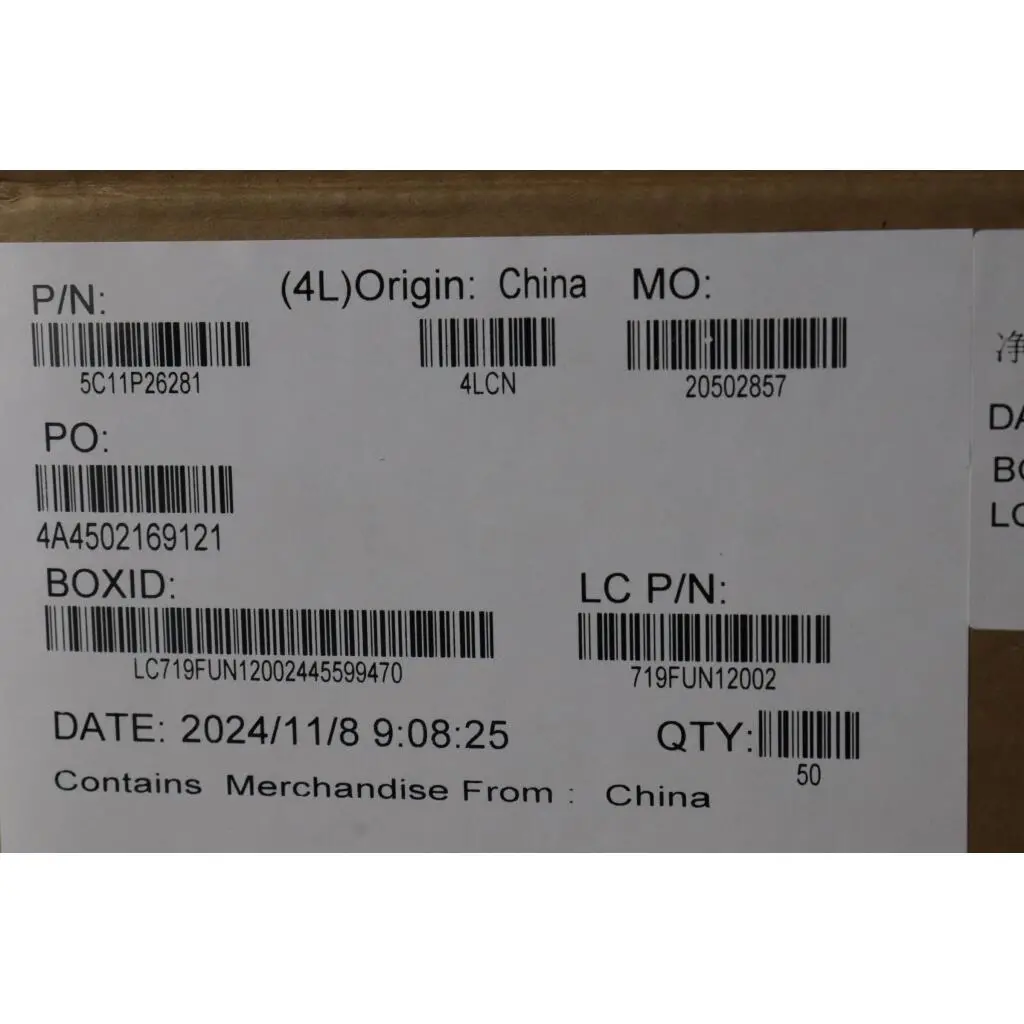 P/N:
(4L)Origin: China
MO:
5C11P26281
4LCN
20502857
PO:
4A4502169121
BOXID:
LC P/N:
LC719FUN12002445599470
719FUN12002
DATE: 2024/11/8 9:08:25
QTY:
50
Contains Merchandise From : China
净
DA
BO
LC